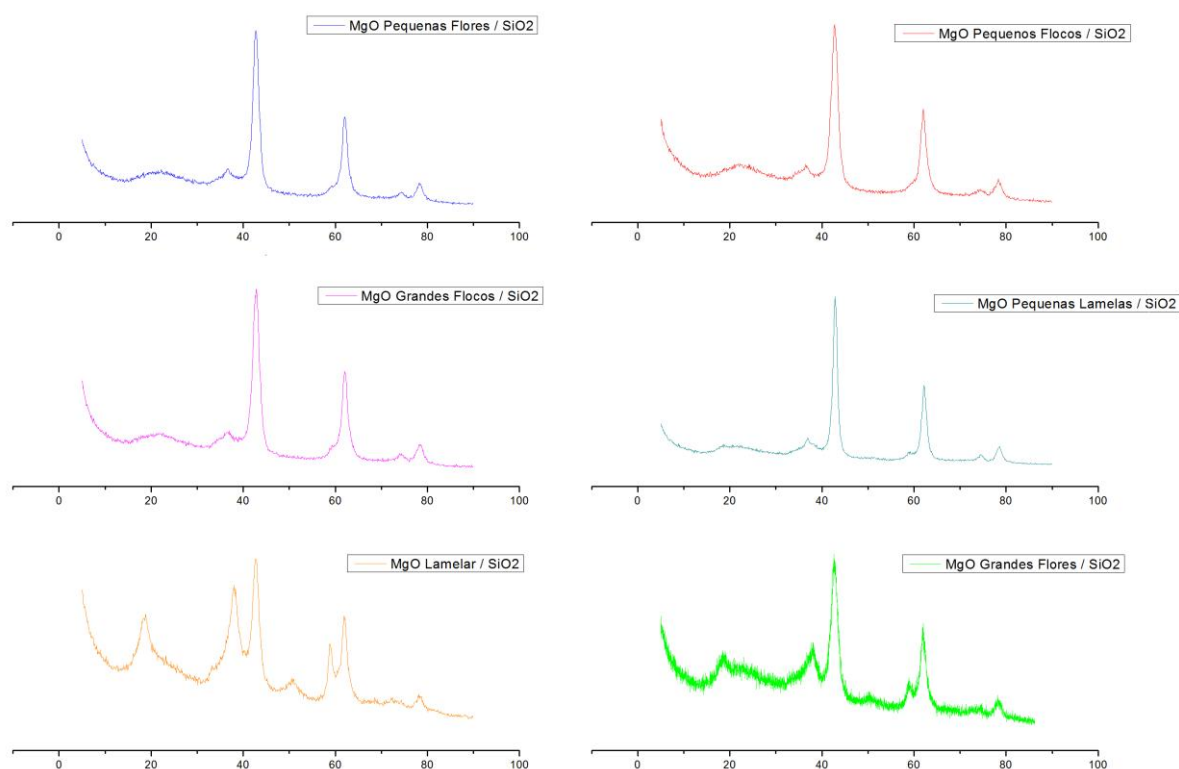 MgO Pequenas Flores / SiO2
0 20 40 60 80 100
MgO Pequenos Flocos / SiO2
0 20 40 60 80 100
MgO Grandes Flocos / SiO2
0 20 40 60 80 100
MgO Pequenas Lamelas / SiO2
0 20 40 60 80 100
MgO Lamelar / SiO2
0 20 40 60 80 100
MgO Grandes Flores / SiO2
0 20 40 60 80 100